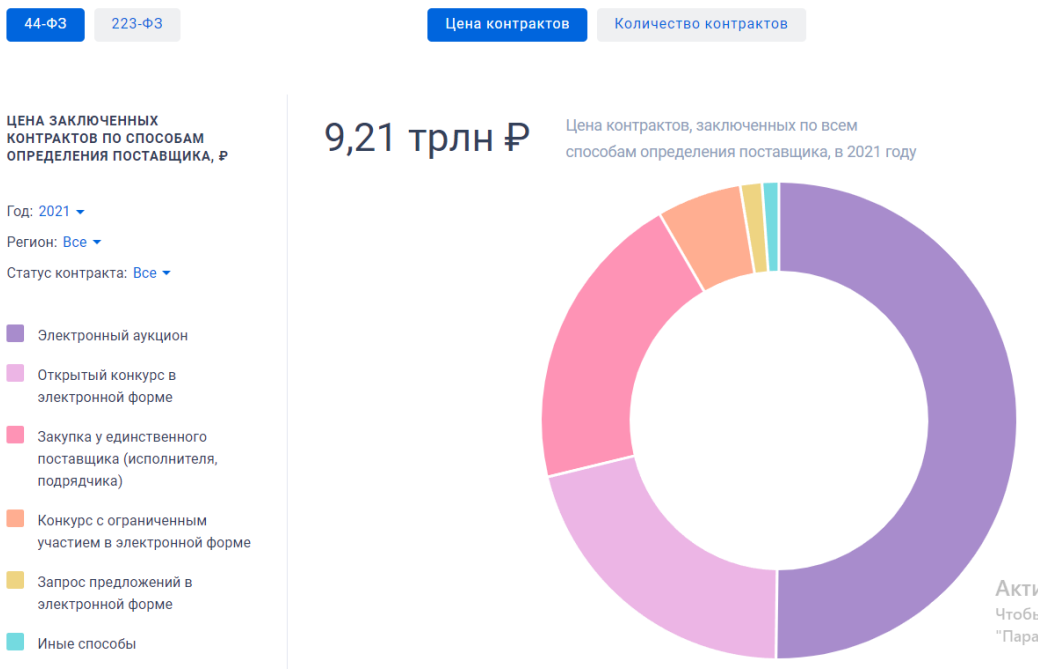 44-ФЗ
223-ФЗ
Цена контрактов
Количество контрактов
ЦЕНА ЗАКЛЮЧЕННЫХ
КОНТРАКТОВ ПО СПОСОБАМ
ОПРЕДЕЛЕНИЯ ПОСТАВЩИКА, ₽
Год: 2021
Регион: Все
Статус контракта: Все
Электронный аукцион
Открытый конкурс в
электронной форме
Закупка у единственного
поставщика (исполнителя,
подрядчика)
Конкурс с ограниченным
участием в электронной форме
Запрос предложений в
электронной форме
Иные способы
9,21 трлн ₽
Цена контрактов, заключенных по всем
способам определения поставщика, в 2021 году